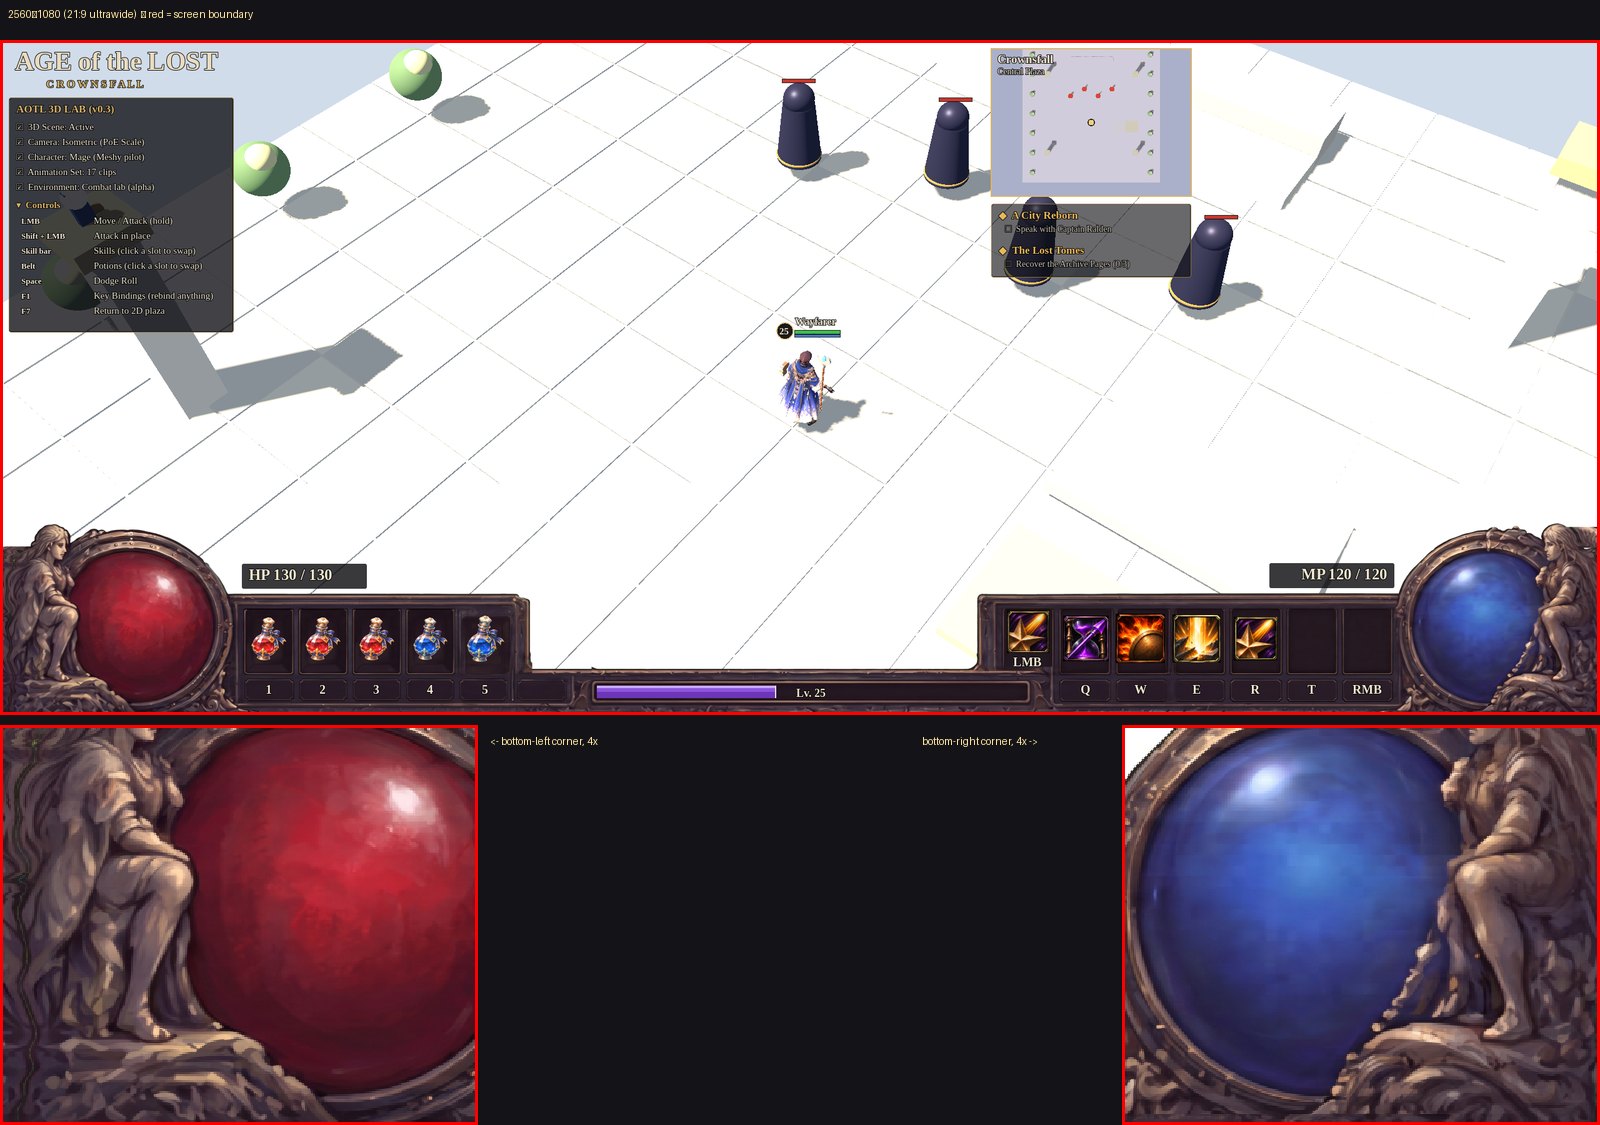 2560▯1080 (21:9 ultrawide) ▯ red = screen boundary
AGE of the LOST
CROWNSFALL
AOTL 3D LAB (v0.3)
☑ 3D Scene: Active
☑ Camera: Isometric (PoE Scale)
☑ Character: Mage (Meshy pilot)
☑ Animation Set: 17 clips
☑ Environment: Combat lab (alpha)
▼ Controls
LMB Move / Attack (hold)
Shift + LMB Attack in place
Skill bar Skills (click a slot to swap)
Belt Potions (click a slot to swap)
Space Dodge Roll
F1 Key Bindings (rebind anything)
F7 Return to 2D plaza
Crownsfall
Central Plaza
◆ A City Reborn
☐ Speak with Captain Ralden
◆ The Lost Tomes
☐ Recover the Archive Pages (0/3)
25 Wayfarer
HP 130 / 130
MP 120 / 120
1 2 3 4 5
Lv. 25
LMB
Q W E R T RMB
<- bottom-left corner, 4x
bottom-right corner, 4x ->